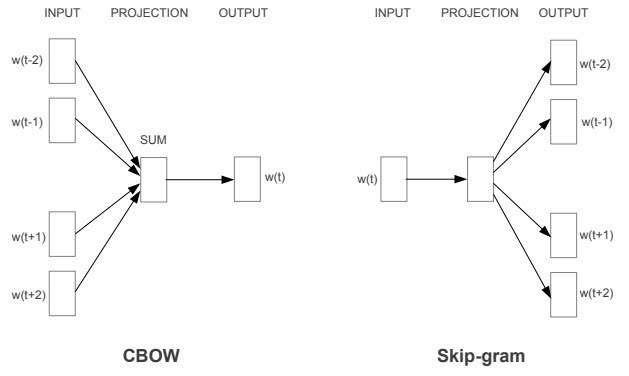 INPUT PROJECTION OUTPUT
w(t-2)
w(t-1)
SUM
w(t)
w(t+1)
w(t+2)
CBOW
INPUT PROJECTION OUTPUT
w(t-2)
w(t-1)
w(t)
w(t+1)
w(t+2)
Skip-gram